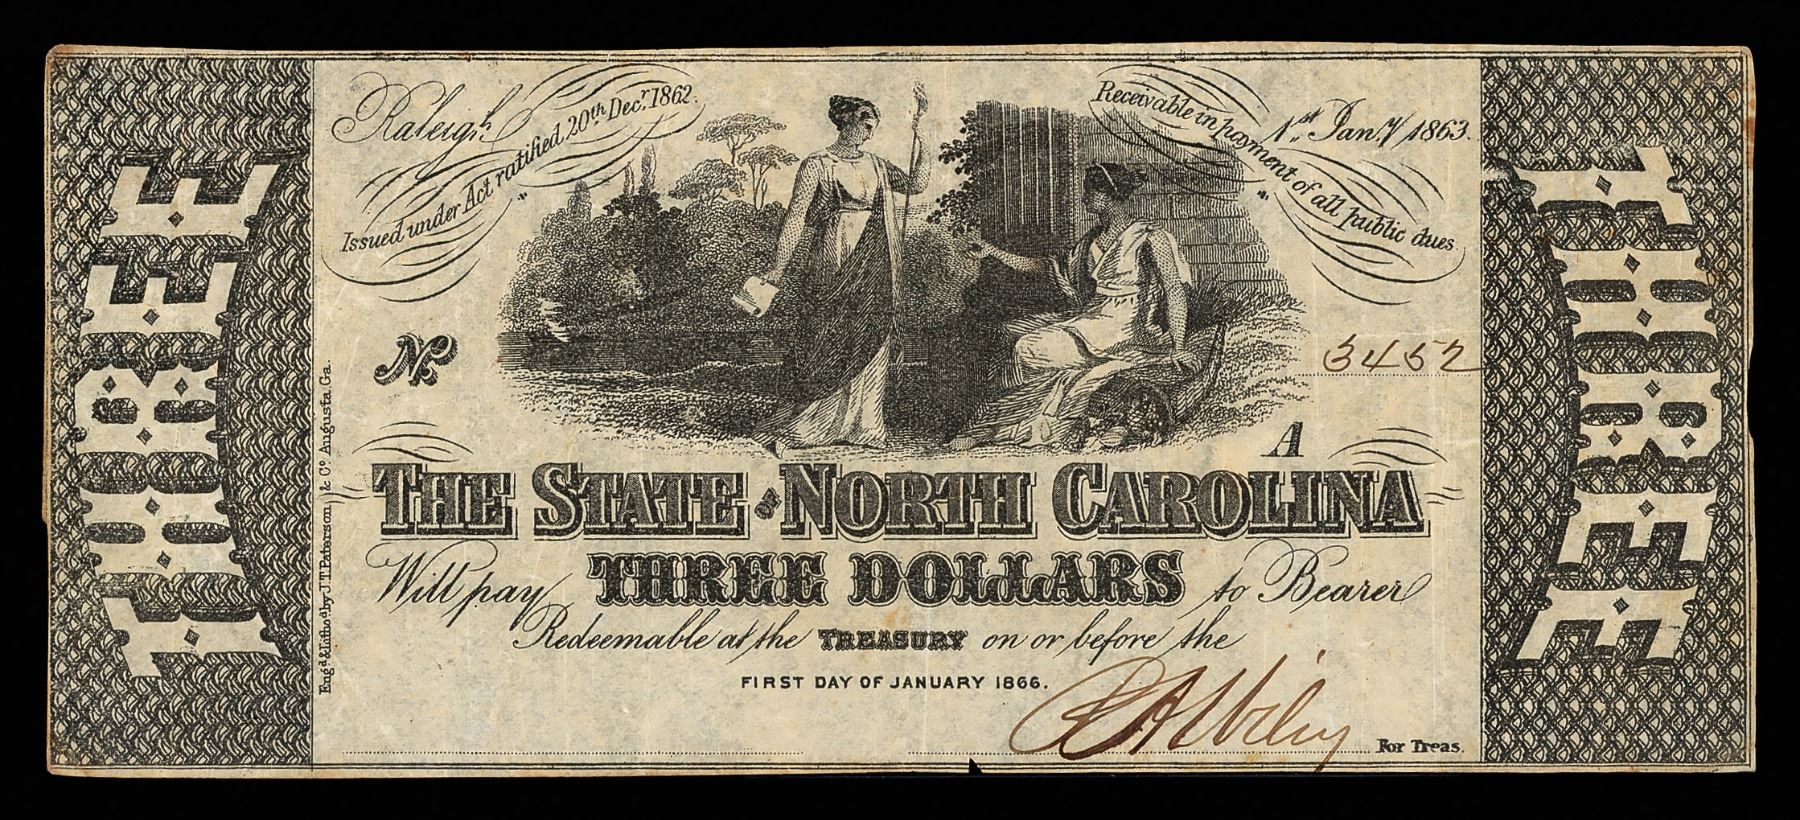 THREE
Raleigh
Issued under Act ratified 20th Decr. 1862.
Receivable in payment of all public dues
1st Jany 1863.
No.
3452
A
THE STATE OF NORTH CAROLINA
Will pay THREE DOLLARS to Bearer
Redeemable at the TREASURY on or before the
FIRST DAY OF JANUARY 1866.
For Treas.
Engd & Lithod by J.T. Paterson & Co Augusta, Ga.
THREE